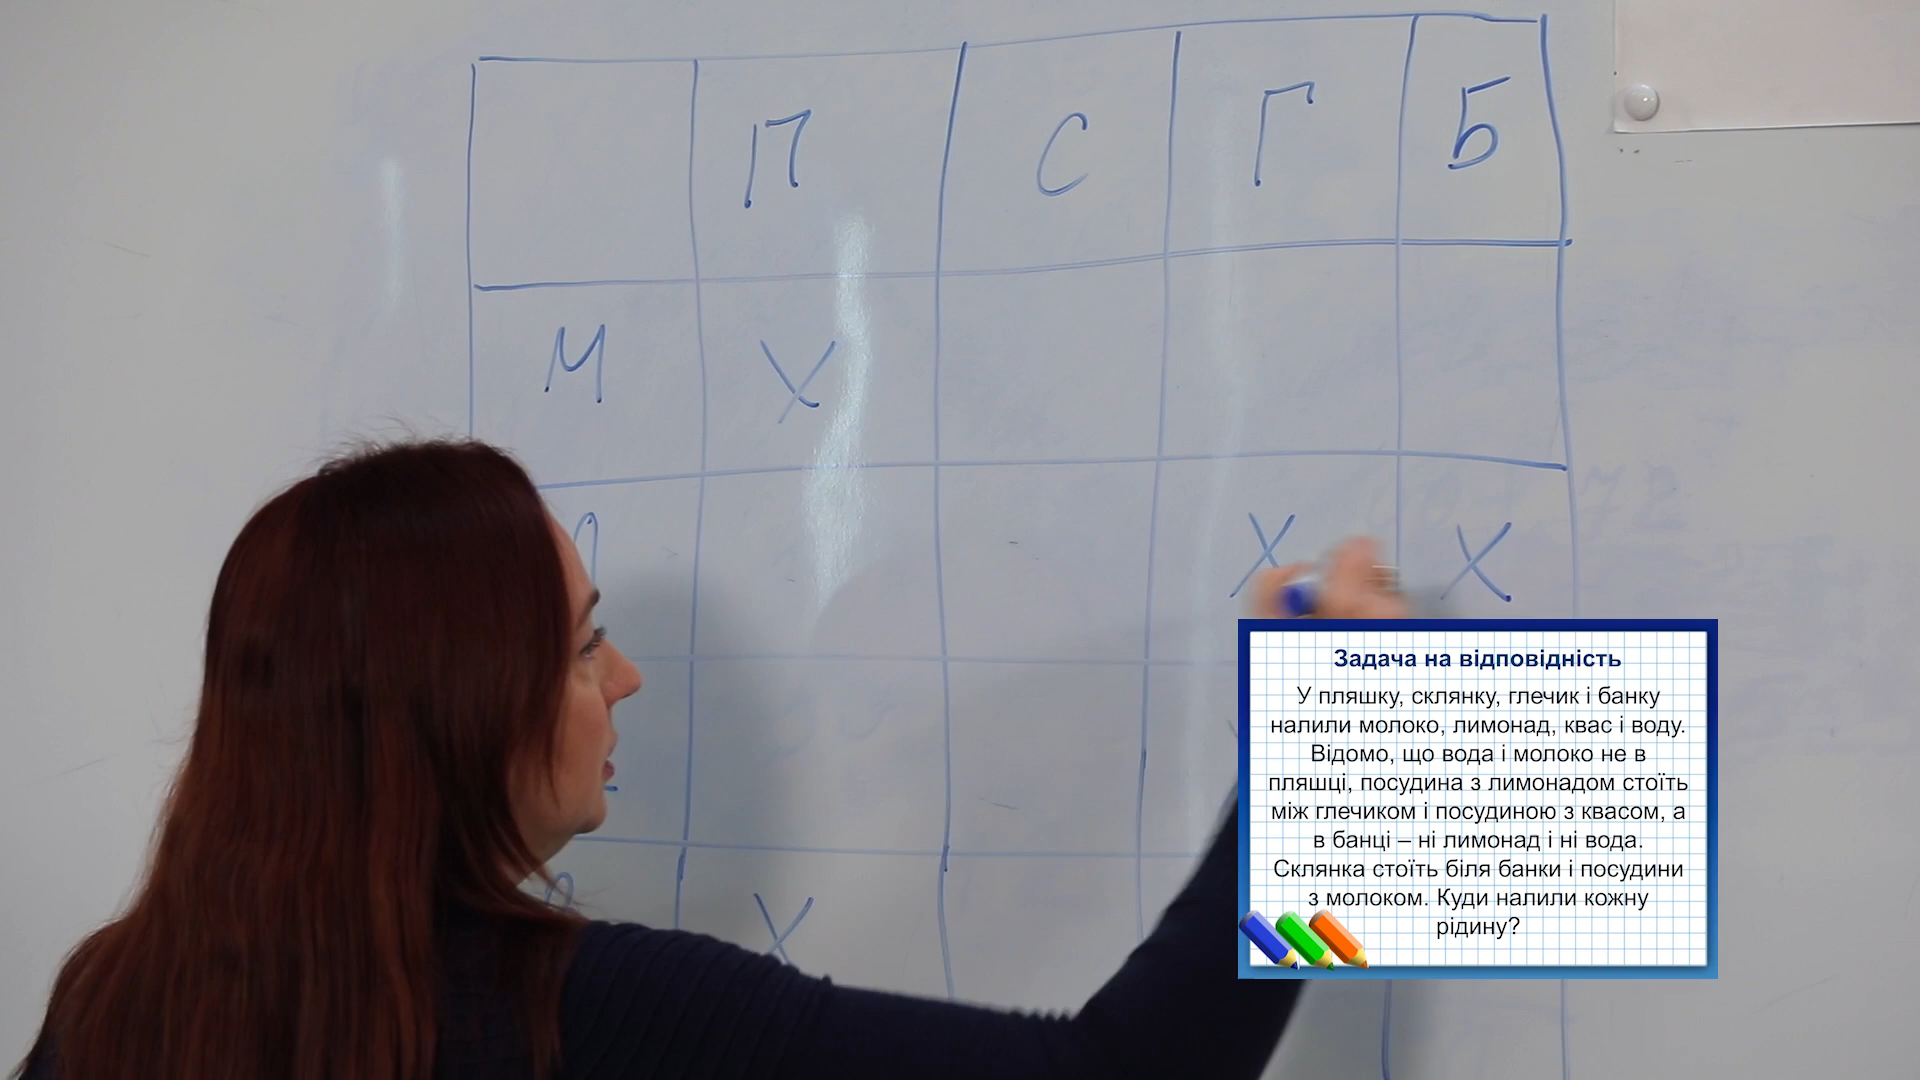 П С Г Б
М Х
Л Х Х
Х
Задача на відповідність
У пляшку, склянку, глечик і банку
налили молоко, лимонад, квас і воду.
Відомо, що вода і молоко не в
пляшці, посудина з лимонадом стоїть
між глечиком і посудиною з квасом, а
в банці – ні лимонад і ні вода.
Склянка стоїть біля банки і посудини
з молоком. Куди налили кожну
рідину?